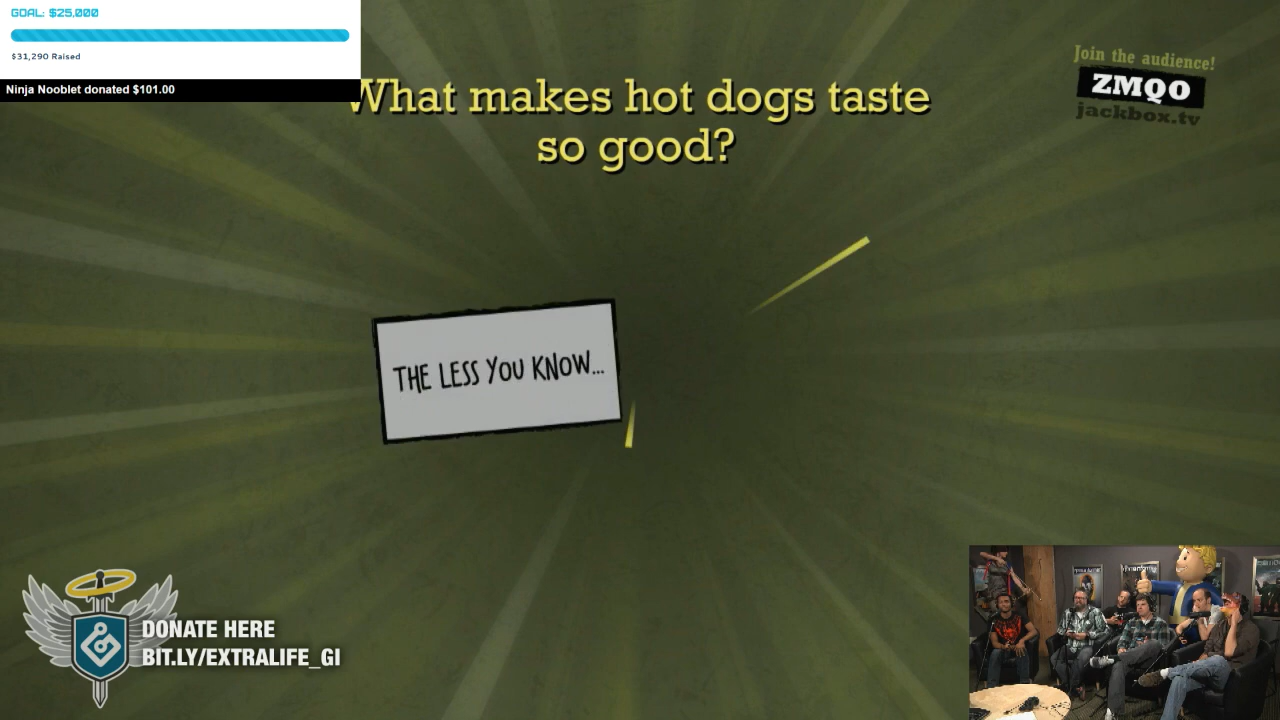 GOAL: $25,000
$31,290 Raised
Ninja Nooblet donated $101.00
What makes hot dogs taste
so good?
Join the audience!
ZMQO
jackbox.tv
THE LESS YOU KNOW...
DONATE HERE
BIT.LY/EXTRALIFE_GI